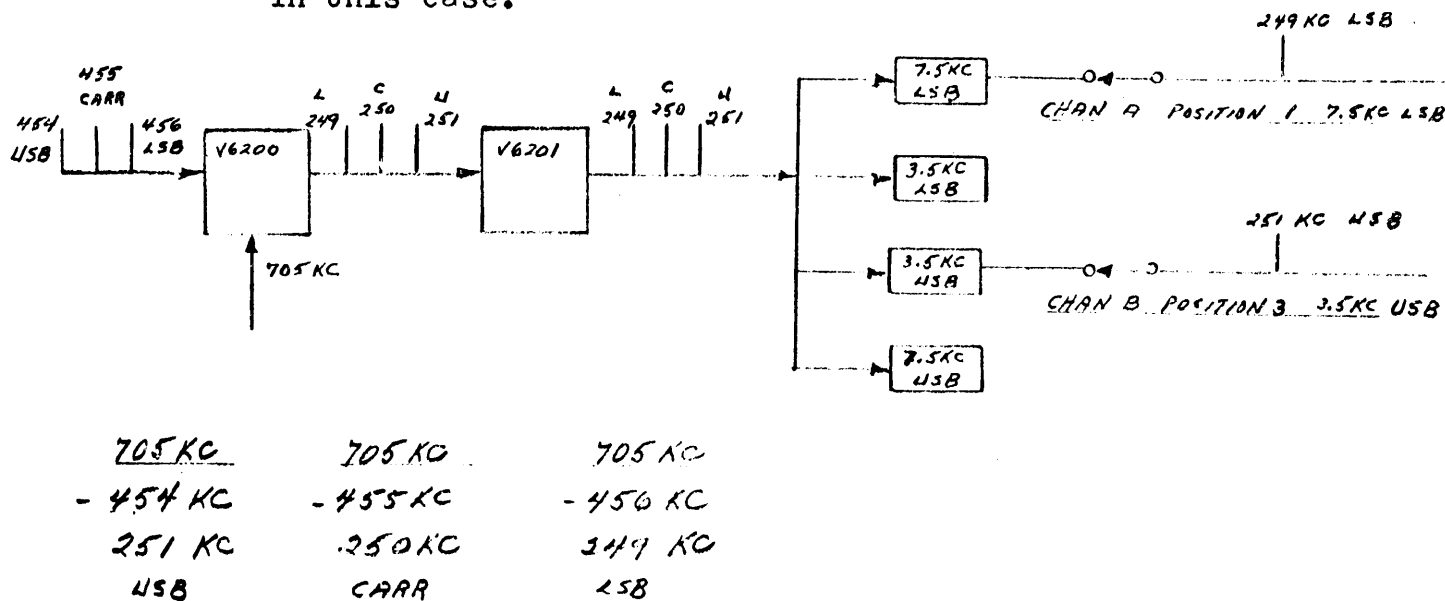 in this case.
249 KC LSB
455
CARR
454
USB
456
LSB
V6200
705 KC
L
249
C
250
U
251
V6201
L
249
C
250
U
251
7.5KC
LSB
CHAN A POSITION 1 7.5KC LSB
3.5KC
LSB
251 KC USB
3.5KC
USB
CHAN B POSITION 3 3.5KC USB
7.5KC
USB
705 KC 705 KC 705 KC
- 454 KC - 455 KC - 456 KC
251 KC 250 KC 249 KC
USB CARR LSB